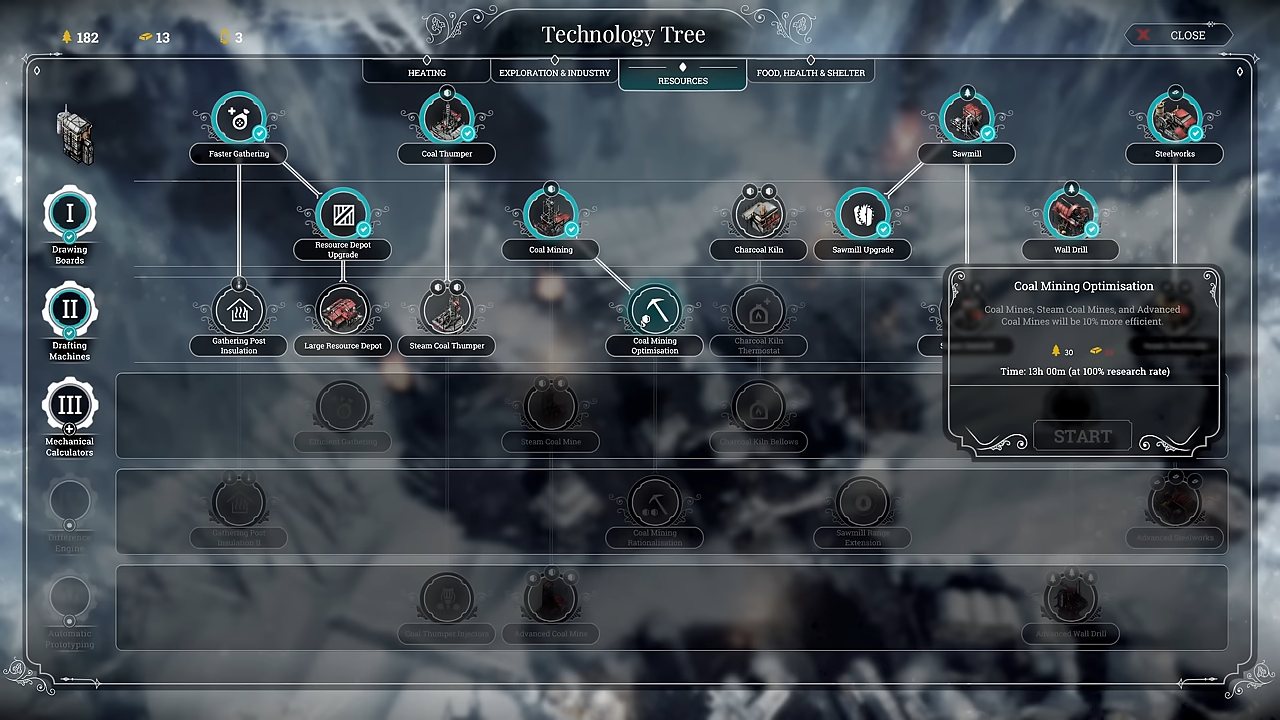 182
13
3
Technology Tree
CLOSE
HEATING
EXPLORATION & INDUSTRY
RESOURCES
FOOD, HEALTH & SHELTER
Faster Gathering
Coal Thumper
Sawmill
Steelworks
I
Drawing
Boards
Resource Depot
Upgrade
Coal Mining
Charcoal Kiln
Sawmill Upgrade
Wall Drill
II
Drafting
Machines
Gathering Post
Insulation
Large Resource Depot
Steam Coal Thumper
Coal Mining
Optimisation
Charcoal Kiln
Thermostat
Coal Mining Optimisation
Coal Mines, Steam Coal Mines, and Advanced
Coal Mines will be 10% more efficient.
30
Time: 13h 00m (at 100% research rate)
START
III
Mechanical
Calculators
Efficient Gathering
Steam Coal Mine
Charcoal Kiln Bellows
Difference
Engine
Gathering Post
Insulation II
Coal Mining
Rationalisation
Sawmill Range
Extension
Advanced Steelworks
Automatic
Prototyping
Coal Thumper Injectors
Advanced Coal Mine
Advanced Wall Drill